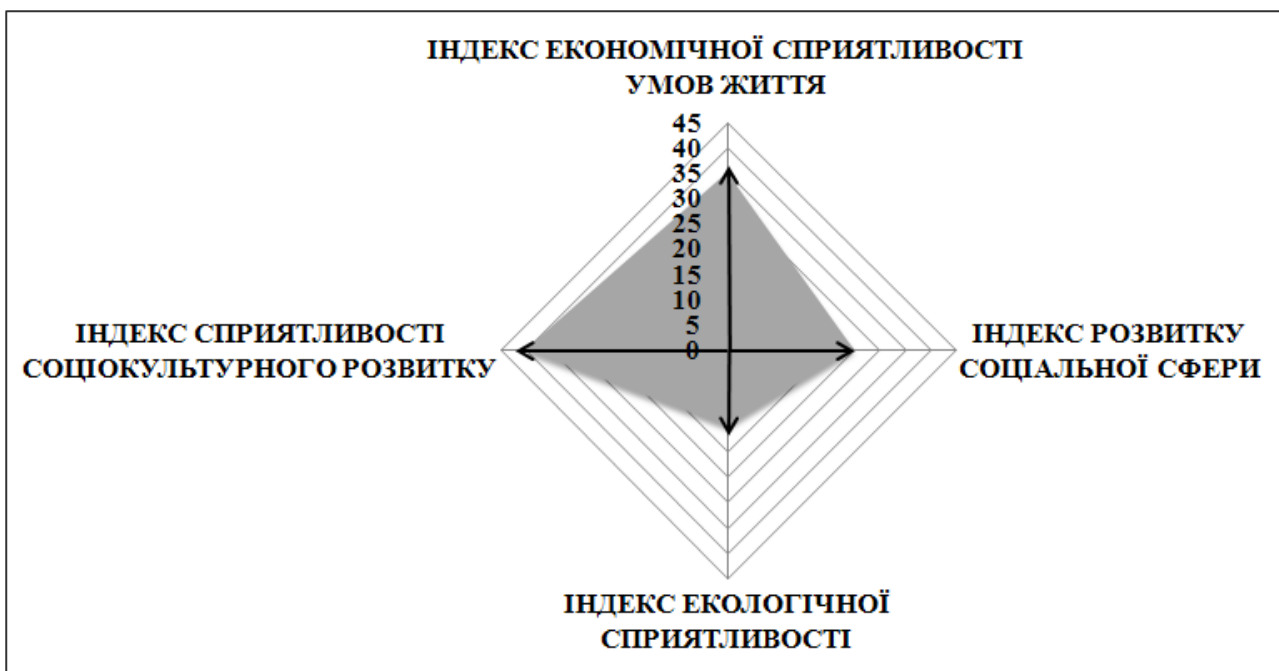 ІНДЕКС ЕКОНОМІЧНОЇ СПРИЯТЛИВОСТІ
УМОВ ЖИТТЯ
45
40
35
30
25
20
15
10
5
0
ІНДЕКС СПРИЯТЛИВОСТІ
СОЦІОКУЛЬТУРНОГО РОЗВИТКУ
ІНДЕКС РОЗВИТКУ
СОЦІАЛЬНОЇ СФЕРИ
ІНДЕКС ЕКОЛОГІЧНОЇ
СПРИЯТЛИВОСТІ